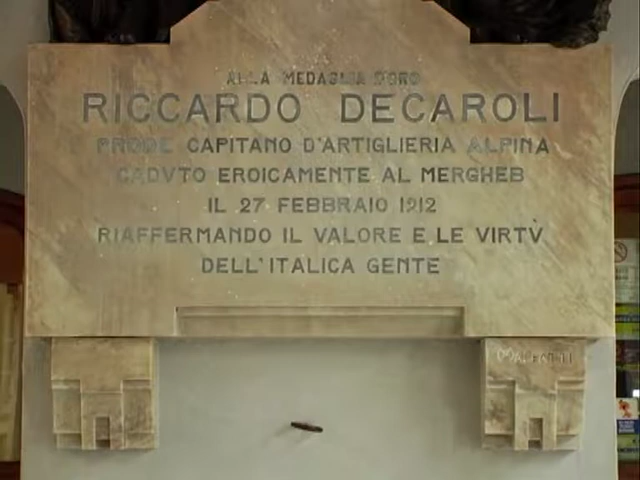 ALLA MEDAGLIA D'ORO
RICCARDO DECAROLI
PRODE CAPITANO D'ARTIGLIERIA ALPINA
CADVTO EROICAMENTE AL MERGHEB
IL 27 FEBBRAIO 1912
RIAFFERMANDO IL VALORE E LE VIRTV̀
DELL'ITALICA GENTE